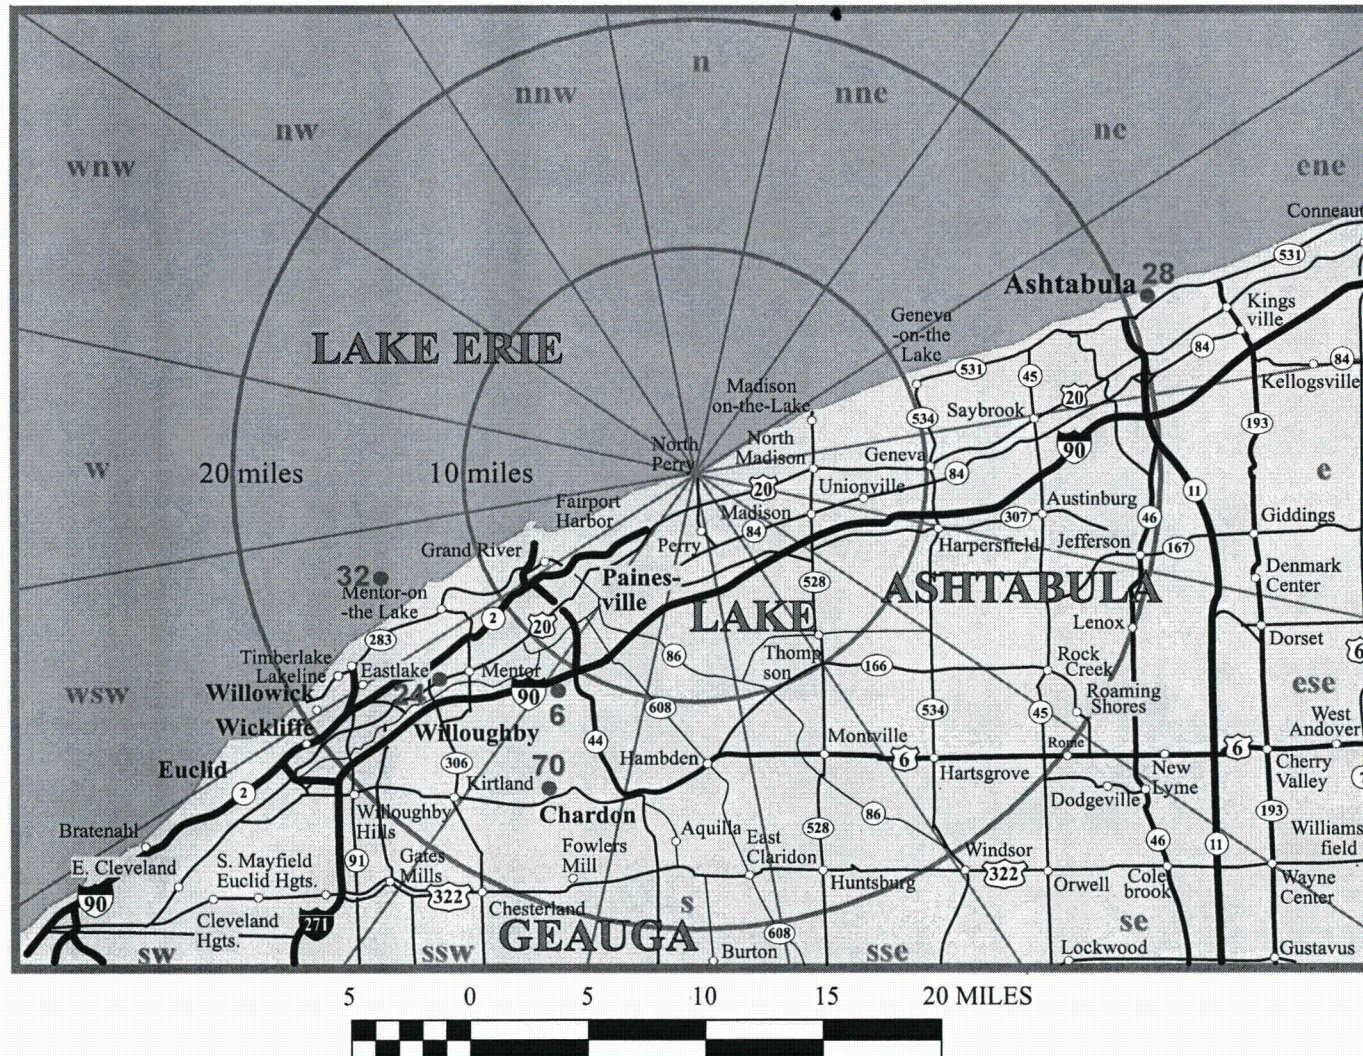 n
nnw
nne
nw
ne
wnw
ene
Conneaut
531
Ashtabula
28
Kings
ville
Geneva
-on-the
Lake
LAKE ERIE
84
84
531
45
Kellogsville
Madison
on-the-Lake
20
534
Saybrook
193
North
Perry
North
Madison
Geneva
90
w
20 miles
10 miles
84
e
20
Unionville
11
Fairport
Harbor
Madison
Austinburg
307
46
Giddings
84
Perry
Harpersfield
Jefferson
167
Grand River
32
Mentor-on
-the Lake
Paines-
ville
528
ASHTABULA
Denmark
Center
LAKE
2
20
Lenox
Dorset
6
283
86
Thomp
son
166
Rock
Creek
Timberlake
Lakeline
Eastlake
Mentor
ese
wsw
Willowick
24
90
6
608
Roaming
Shores
534
45
West
Andover
Wickliffe
Willoughby
44
Montville
Rome
6
6
Euclid
306
Kirtland
70
Hambden
Hartsgrove
New
Lyme
Cherry
Valley
2
Chardon
Dodgeville
Willoughby
Hills
86
193
Bratenahl
Aquilla
528
Williams
field
Fowlers
Mill
East
Claridon
46
11
E. Cleveland
S. Mayfield
Euclid Hgts.
91
Gates
Mills
Windsor
322
322
Huntsburg
Orwell
Cole
brook
Wayne
Center
90
Cleveland
Hgts.
271
Chesterland
s
GEAUGA
608
se
sw
ssw
Burton
sse
Lockwood
Gustavus
5 0 5 10 15 20 MILES